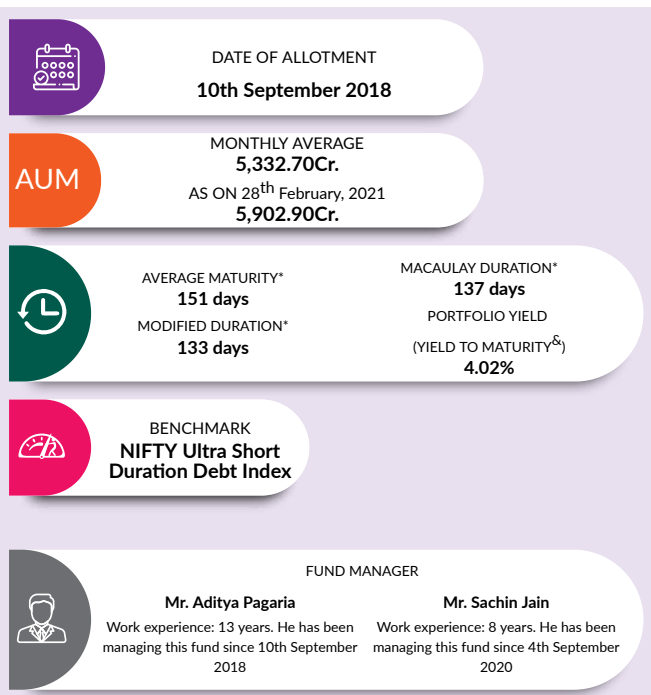 DATE OF ALLOTMENT
10th September 2018
AUM
MONTHLY AVERAGE
5,332.70Cr.
AS ON 28th February, 2021
5,902.90Cr.
AVERAGE MATURITY*
151 days
MODIFIED DURATION*
133 days
MACAULAY DURATION*
137 days
PORTFOLIO YIELD
(YIELD TO MATURITY&)
4.02%
BENCHMARK
NIFTY Ultra Short
Duration Debt Index
FUND MANAGER
Mr. Aditya Pagaria
Work experience: 13 years. He has been
managing this fund since 10th September
2018
Mr. Sachin Jain
Work experience: 8 years. He has been
managing this fund since 4th September
2020